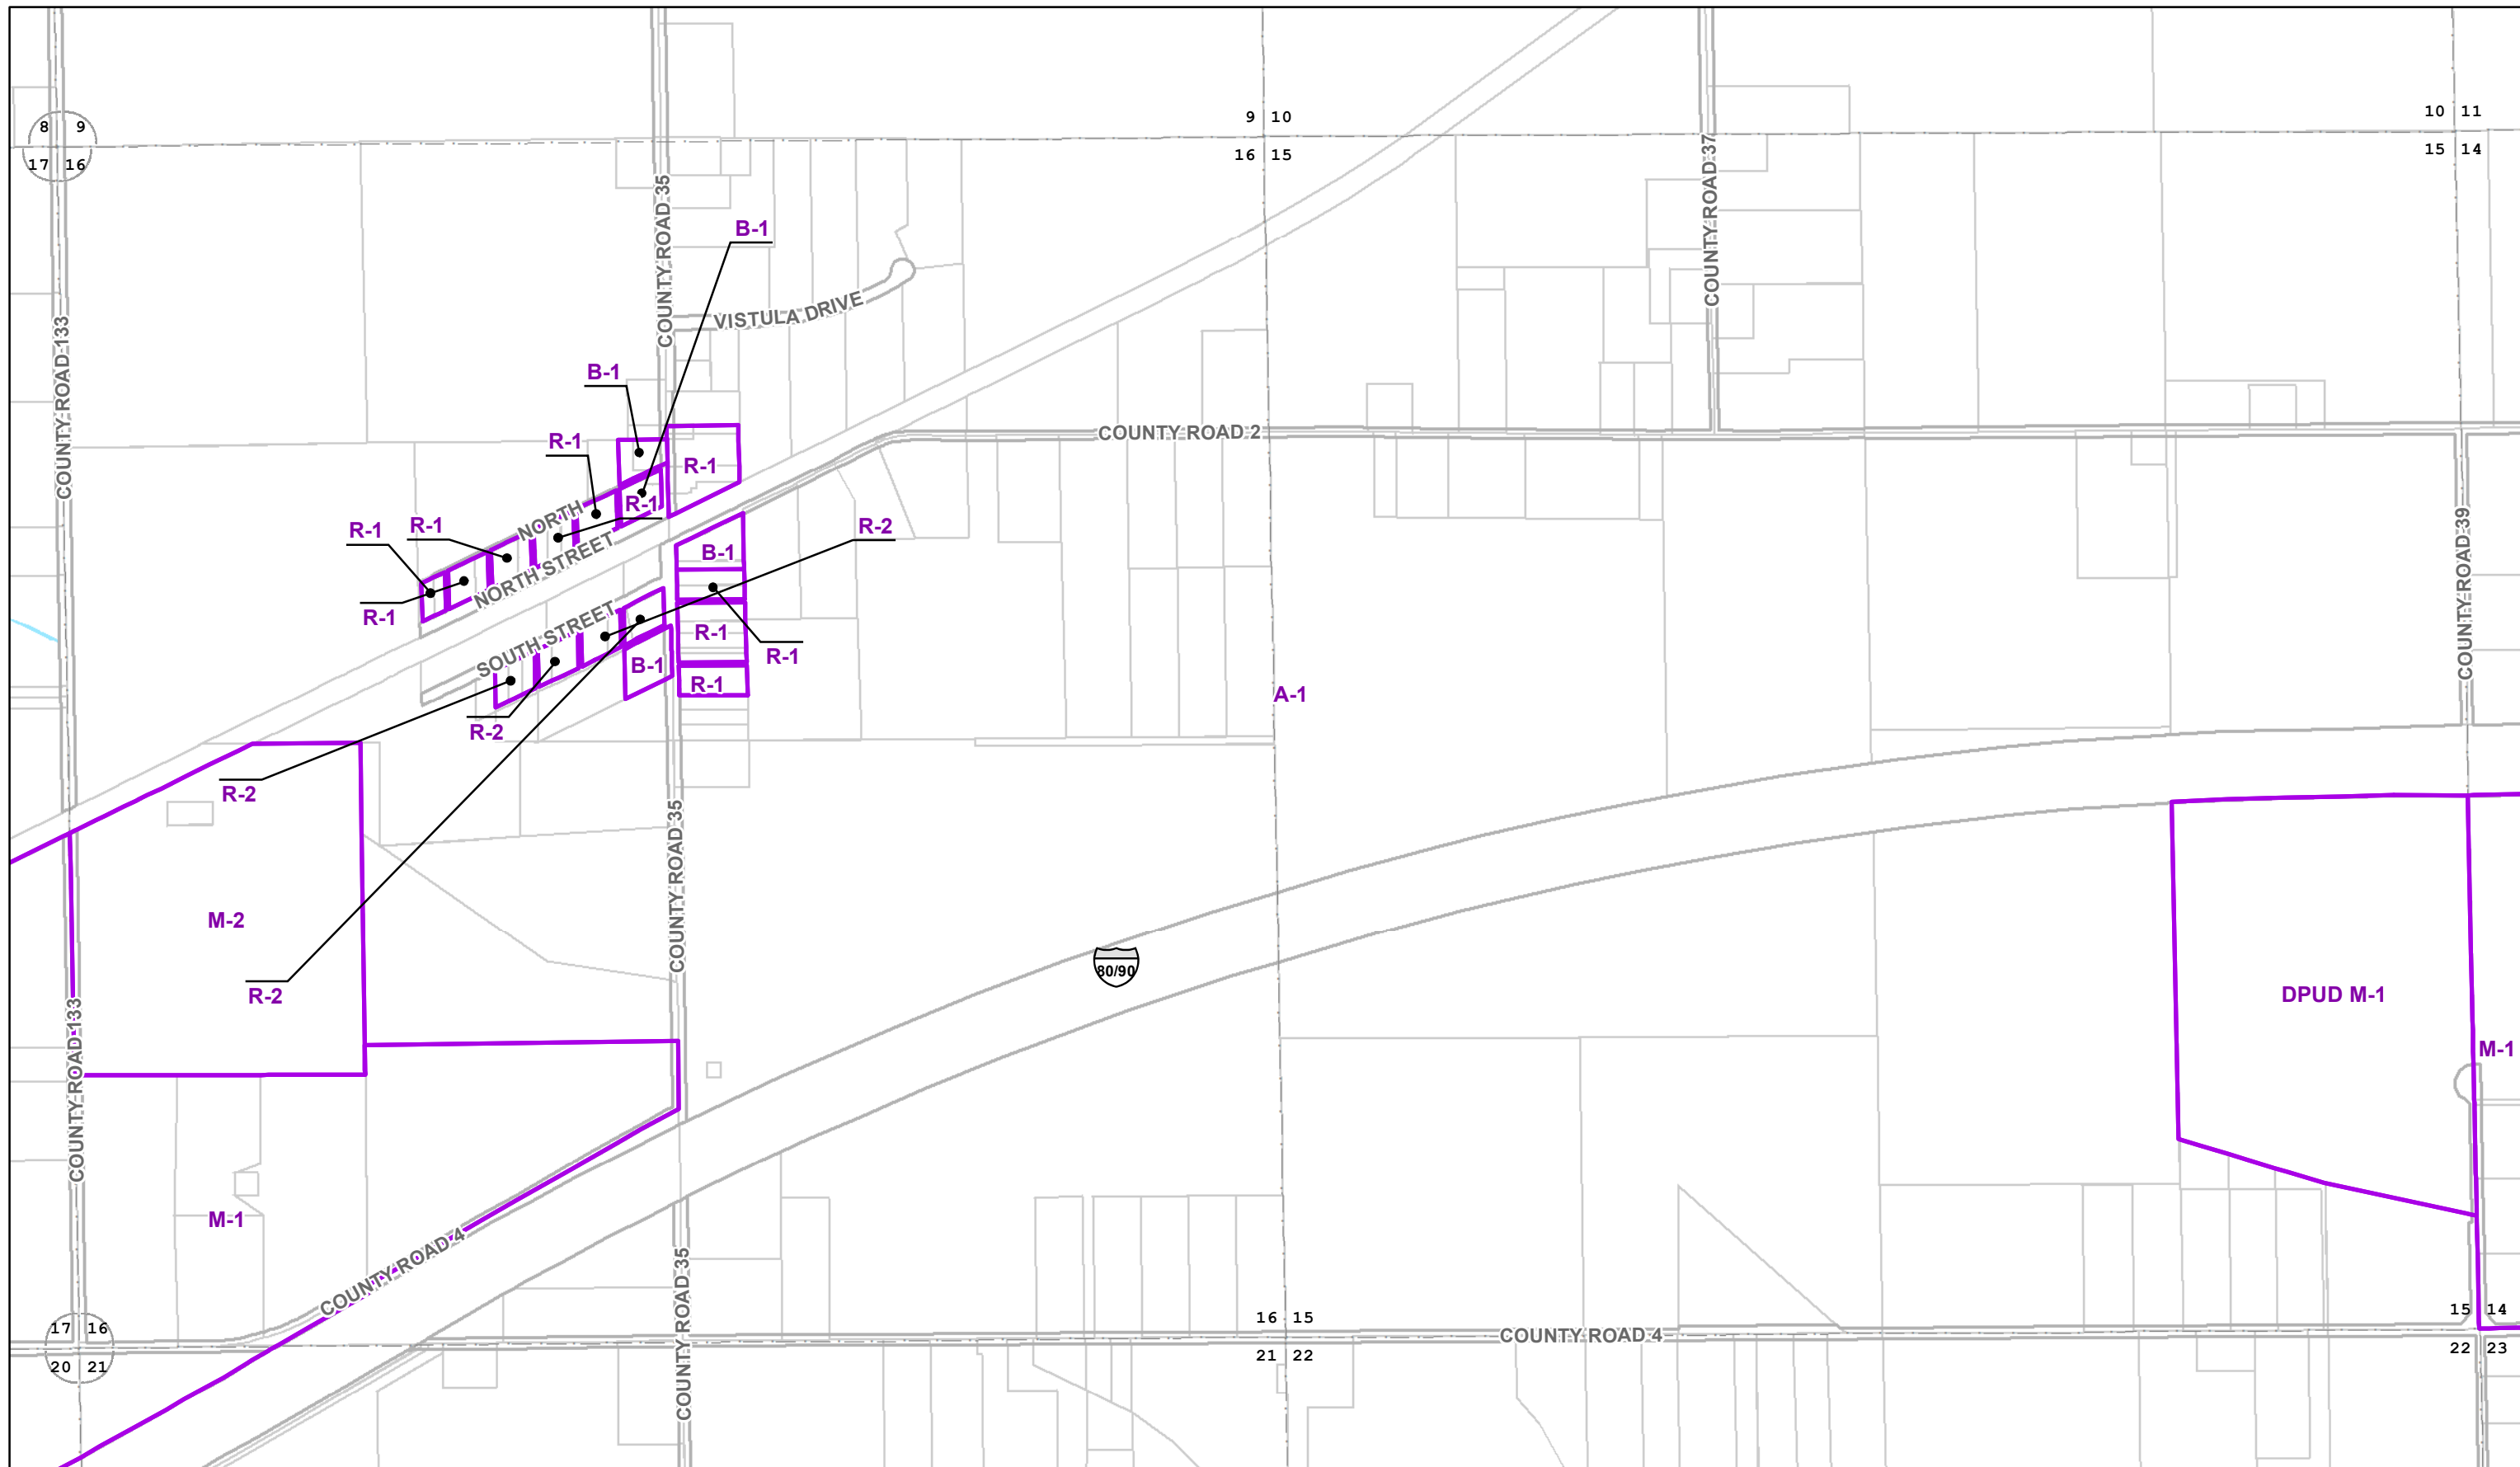 9 10
10 11
8 9
17 16
16 15
15 14
COUNTY ROAD 37
COUNTY ROAD 35
B-1
VISTULA DRIVE
COUNTY ROAD 133
B-1
COUNTY ROAD 2
R-1
R-1
R-1
NORTH
R-1
R-1
R-2
NORTH STREET
B-1
COUNTY ROAD 39
R-1
SOUTH STREET
R-1
R-1
B-1
R-1
A-1
R-2
R-2
COUNTY ROAD 35
M-2
80/90
R-2
DPUD M-1
M-1
COUNTY ROAD 133
M-1
COUNTY ROAD 4
COUNTY ROAD 35
16 15
15 14
17 16
COUNTY ROAD 4
21 22
22 23
20 21